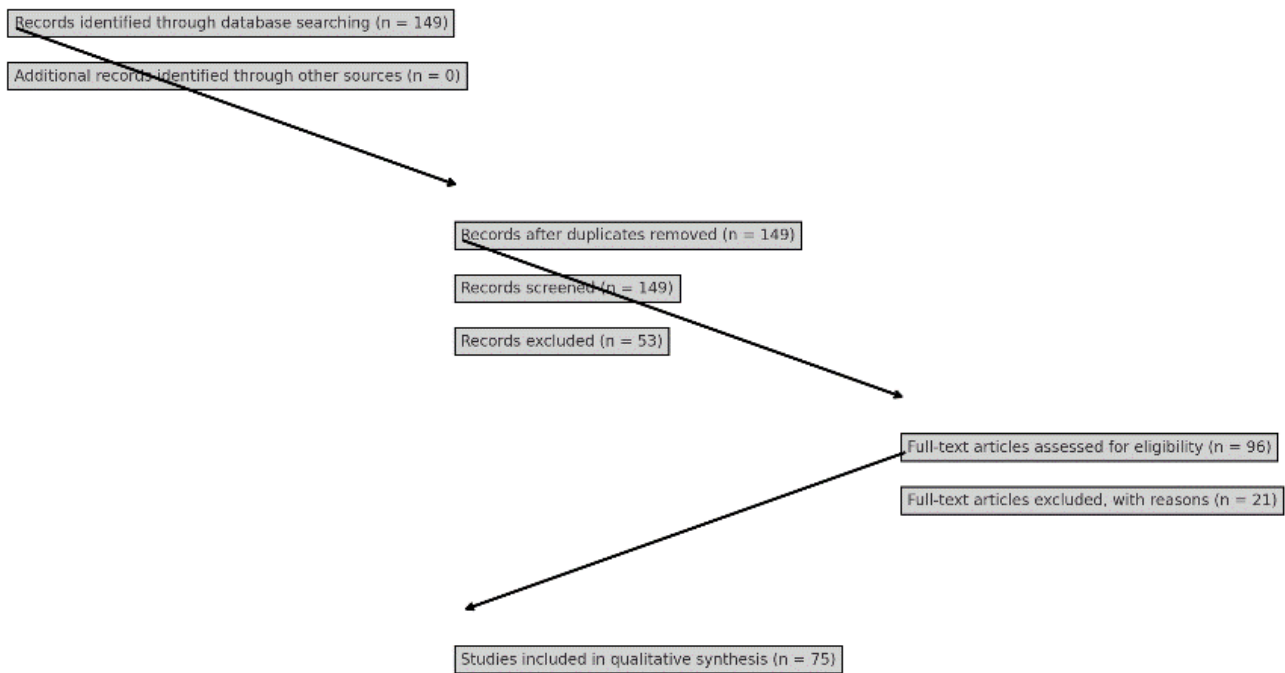 Records identified through database searching (n = 149)
Additional records identified through other sources (n = 0)
Records after duplicates removed (n = 149)
Records screened (n = 149)
Records excluded (n = 53)
Full-text articles assessed for eligibility (n = 96)
Full-text articles excluded, with reasons (n = 21)
Studies included in qualitative synthesis (n = 75)